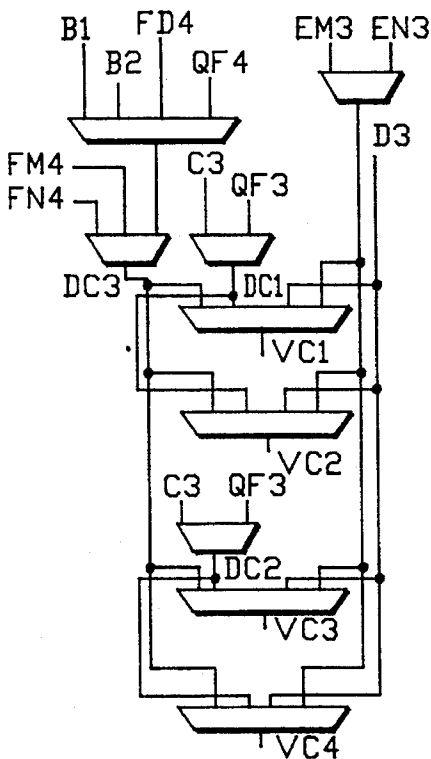 B1 FD4 EM3 EN3
B2 QF4
D3
FM4 C3
FN4 QF3
DC3 DC1
VC1
VC2
C3 QF3
DC2
VC3
VC4